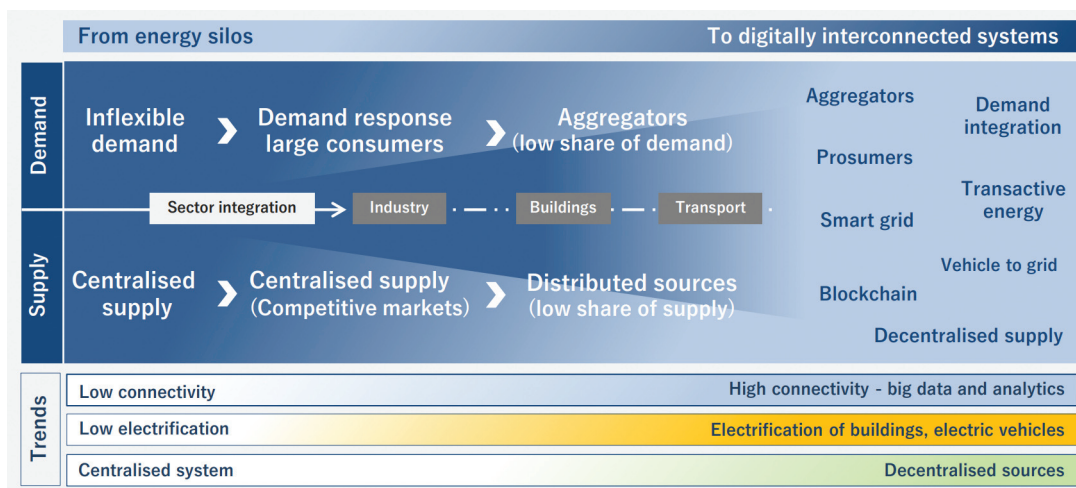 From energy silos
To digitally interconnected systems
Demand
Inflexible
demand
Demand response
large consumers
Aggregators
(low share of demand)
Sector integration
Industry
Buildings
Transport
Supply
Centralised
supply
Centralised supply
(Competitive markets)
Distributed sources
(low share of supply)
Aggregators
Demand
integration
Prosumers
Transactive
energy
Smart grid
Vehicle to grid
Blockchain
Decentralised supply
Trends
Low connectivity
High connectivity - big data and analytics
Low electrification
Electrification of buildings, electric vehicles
Centralised system
Decentralised sources